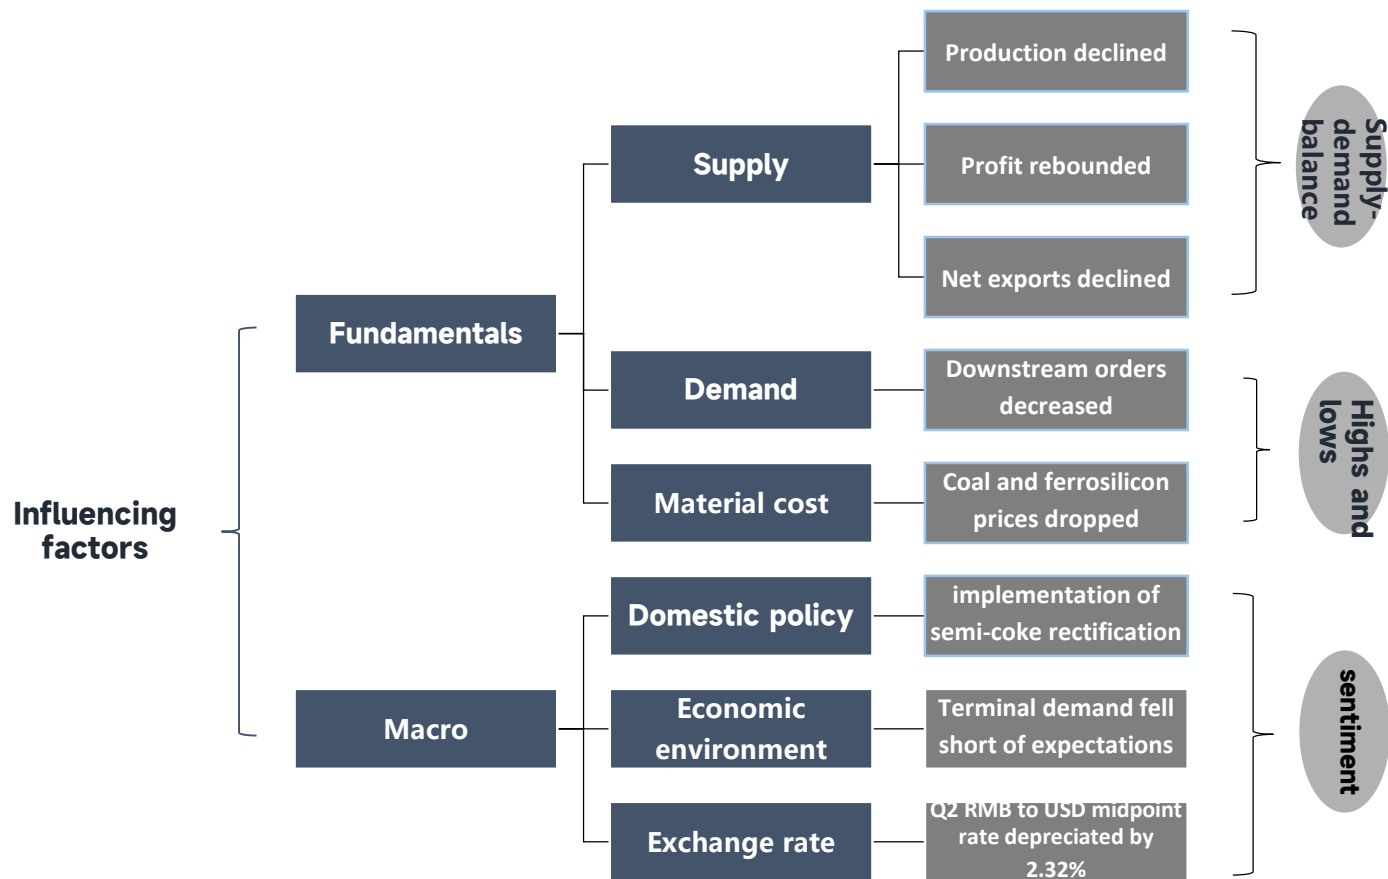 Influencing
factors
Fundamentals
Supply
Production declined
Profit rebounded
Net exports declined
Supply-
demand
balance
Demand
Downstream orders
decreased
Material cost
Coal and ferrosilicon
prices dropped
Highs and
lows
Macro
Domestic policy
implementation of
semi-coke rectification
Economic
environment
Terminal demand fell
short of expectations
Exchange rate
Q2 RMB to USD midpoint
rate depreciated by
2.32%
sentiment